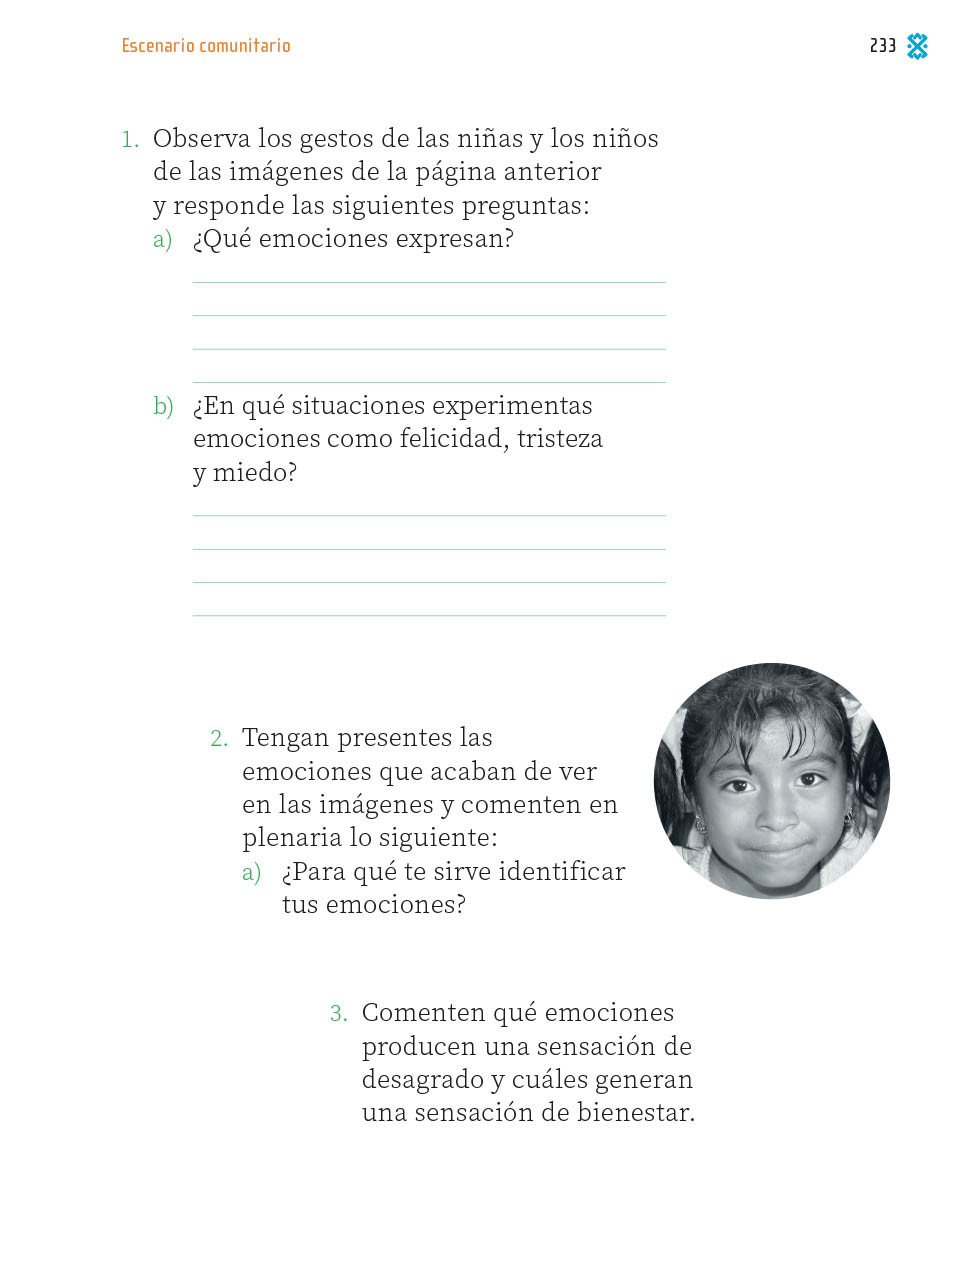 Escenario comunitario
233
1. Observa los gestos de las niñas y los niños
de las imágenes de la página anterior
y responde las siguientes preguntas:
a) ¿Qué emociones expresan?
b) ¿En qué situaciones experimentas
emociones como felicidad, tristeza
y miedo?
2. Tengan presentes las
emociones que acaban de ver
en las imágenes y comenten en
plenaria lo siguiente:
a) ¿Para qué te sirve identificar
tus emociones?
3. Comenten qué emociones
producen una sensación de
desagrado y cuáles generan
una sensación de bienestar.